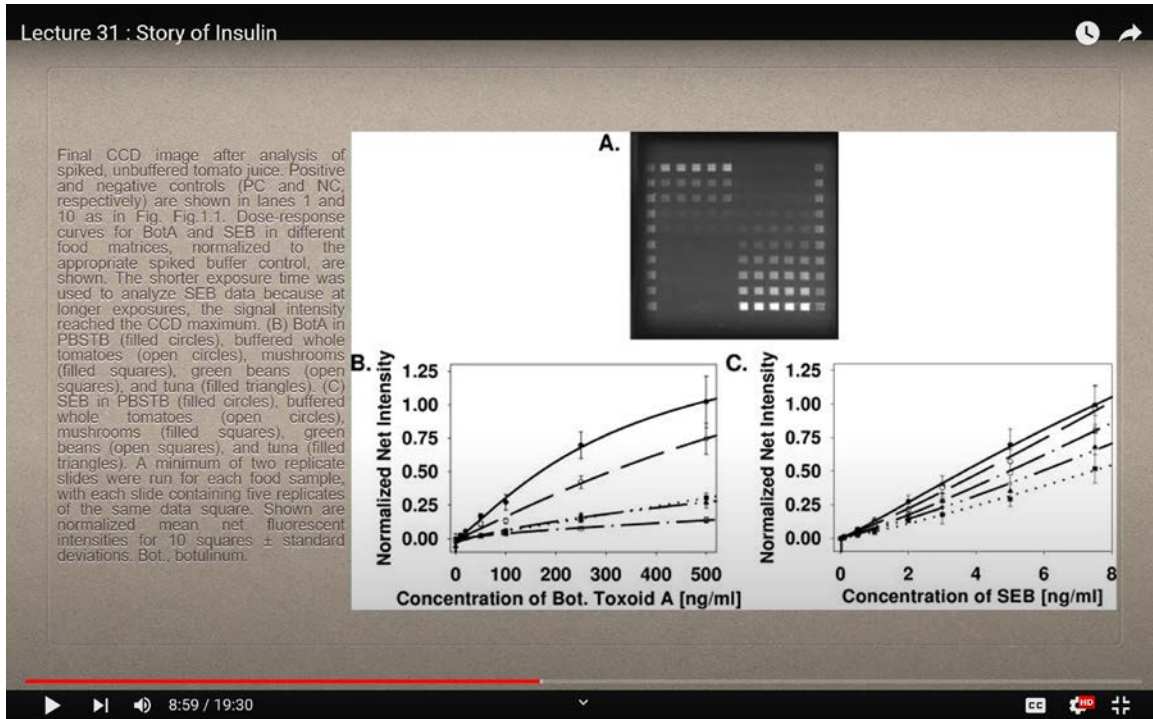 Lecture 31 : Story of Insulin
Final CCD image after analysis of
spiked, unbuffered tomato juice. Positive
and negative controls (PC and NC,
respectively) are shown in lanes 1 and
10 as in Fig. Fig.1.1. Dose-response
curves for BotA and SEB in different
food matrices, normalized to the
appropriate spiked buffer control, are
shown. The shorter exposure time was
used to analyze SEB data because at
longer exposures, the signal intensity
reached the CCD maximum. (B) BotA in
PBSTB (filled circles), buffered whole
tomatoes (open circles), mushrooms
(filled squares), green beans (open
squares), and tuna (filled triangles). (C)
SEB in PBSTB (filled circles), buffered
whole tomatoes (open circles),
mushrooms (filled squares), green
beans (open squares), and tuna (filled
triangles). A minimum of two replicate
slides were run for each food sample,
with each slide containing five replicates
of the same data square. Shown are
normalized mean net fluorescent
intensities for 10 squares ± standard
deviations. Bot., botulinum.
A.
B.
Normalized Net Intensity
1.25
1.00
0.75
0.50
0.25
0.00
0 100 200 300 400 500
Concentration of Bot. Toxoid A [ng/ml]
C.
Normalized Net Intensity
1.25
1.00
0.75
0.50
0.25
0.00
0 2 4 6 8
Concentration of SEB [ng/ml]
8:59 / 19:30
CC
HD